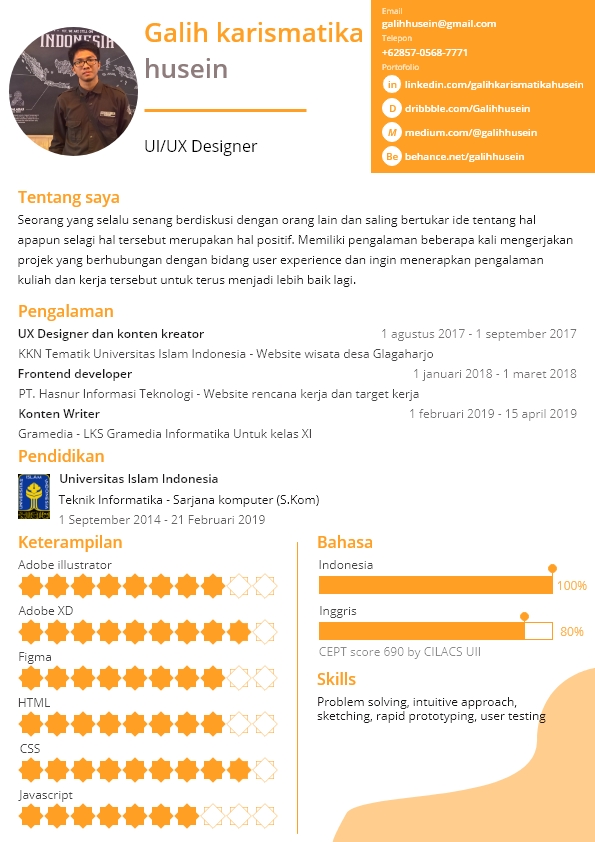 INDONESIA
Galih karismatika
husein
UI/UX Designer
Email
galihhusein@gmail.com
Telepon
+62857-0568-7771
Portofolio
in linkedin.com/galihkarismatikahusein
D dribbble.com/Galihhusein
M medium.com/@galihhusein
Be behance.net/galihhusein
Tentang saya
Seorang yang selalu senang berdiskusi dengan orang lain dan saling bertukar ide tentang hal
apapun selagi hal tersebut merupakan hal positif. Memiliki pengalaman beberapa kali mengerjakan
projek yang berhubungan dengan bidang user experience dan ingin menerapkan pengalaman
kuliah dan kerja tersebut untuk terus menjadi lebih baik lagi.
Pengalaman
UX Designer dan konten kreator 1 agustus 2017 - 1 september 2017
KKN Tematik Universitas Islam Indonesia - Website wisata desa Glagaharjo
Frontend developer 1 januari 2018 - 1 maret 2018
PT. Hasnur Informasi Teknologi - Website rencana kerja dan target kerja
Konten Writer 1 februari 2019 - 15 april 2019
Gramedia - LKS Gramedia Informatika Untuk kelas XI
Pendidikan
Universitas Islam Indonesia
Teknik Informatika - Sarjana komputer (S.Kom)
1 September 2014 - 21 Februari 2019
Keterampilan
Adobe illustrator
Adobe XD
Figma
HTML
CSS
Javascript
Bahasa
Indonesia
100%
Inggris
80%
CEPT score 690 by CILACS UII
Skills
Problem solving, intuitive approach,
sketching, rapid prototyping, user testing